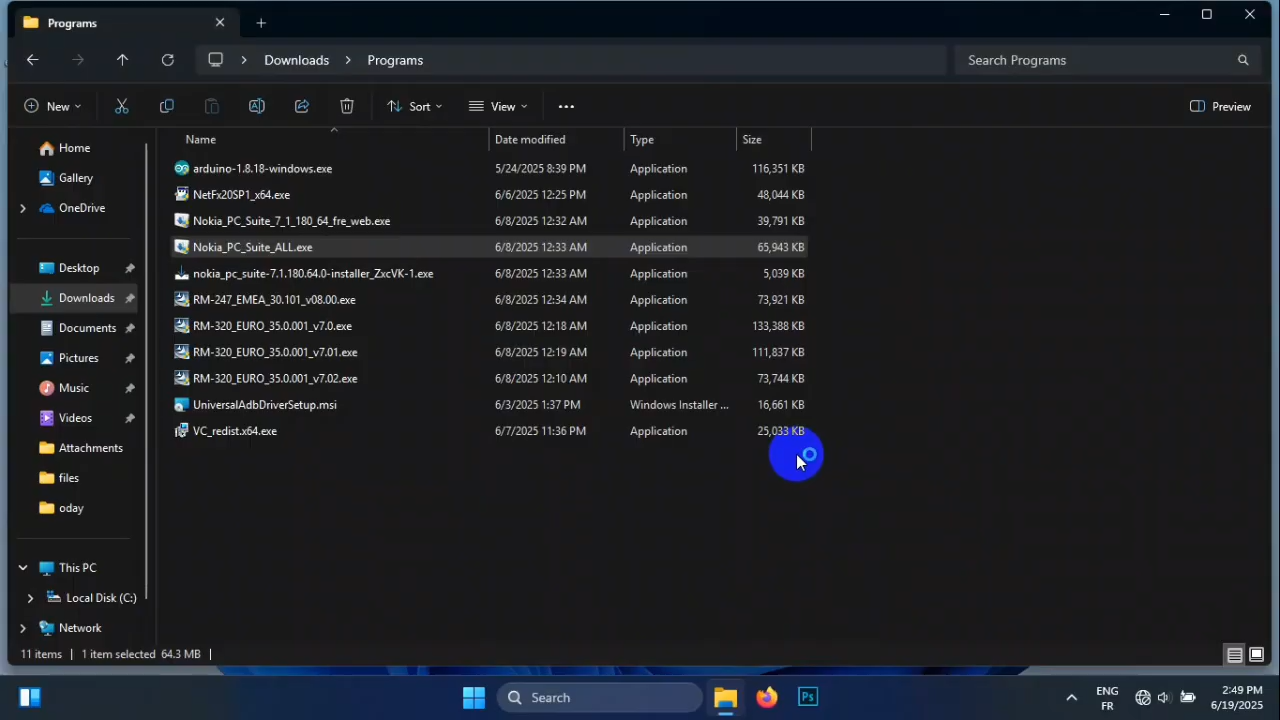 Programs
Downloads > Programs
Search Programs
New
Sort
View
Preview
Name Date modified Type Size
Home
Gallery
OneDrive
Desktop
Downloads
Documents
Pictures
Music
Videos
Attachments
files
oday
This PC
Local Disk (C:)
Network
arduino-1.8.18-windows.exe 5/24/2025 8:39 PM Application 116,351 KB
NetFx20SP1_x64.exe 6/6/2025 12:25 PM Application 48,044 KB
Nokia_PC_Suite_7_1_180_64_fre_web.exe 6/8/2025 12:32 AM Application 39,791 KB
Nokia_PC_Suite_ALL.exe 6/8/2025 12:33 AM Application 65,943 KB
nokia_pc_suite-7.1.180.64.0-installer_ZxcVK-1.exe 6/8/2025 12:33 AM Application 5,039 KB
RM-247_EMEA_30.101_v08.00.exe 6/8/2025 12:34 AM Application 73,921 KB
RM-320_EURO_35.0.001_v7.0.exe 6/8/2025 12:18 AM Application 133,388 KB
RM-320_EURO_35.0.001_v7.01.exe 6/8/2025 12:19 AM Application 111,837 KB
RM-320_EURO_35.0.001_v7.02.exe 6/8/2025 12:10 AM Application 73,744 KB
UniversalAdbDriverSetup.msi 6/3/2025 1:37 PM Windows Installer ... 16,661 KB
VC_redist.x64.exe 6/7/2025 11:36 PM Application 25,033 KB
11 items | 1 item selected 64.3 MB |
Search
Ps
ENG
FR
2:49 PM
6/19/2025